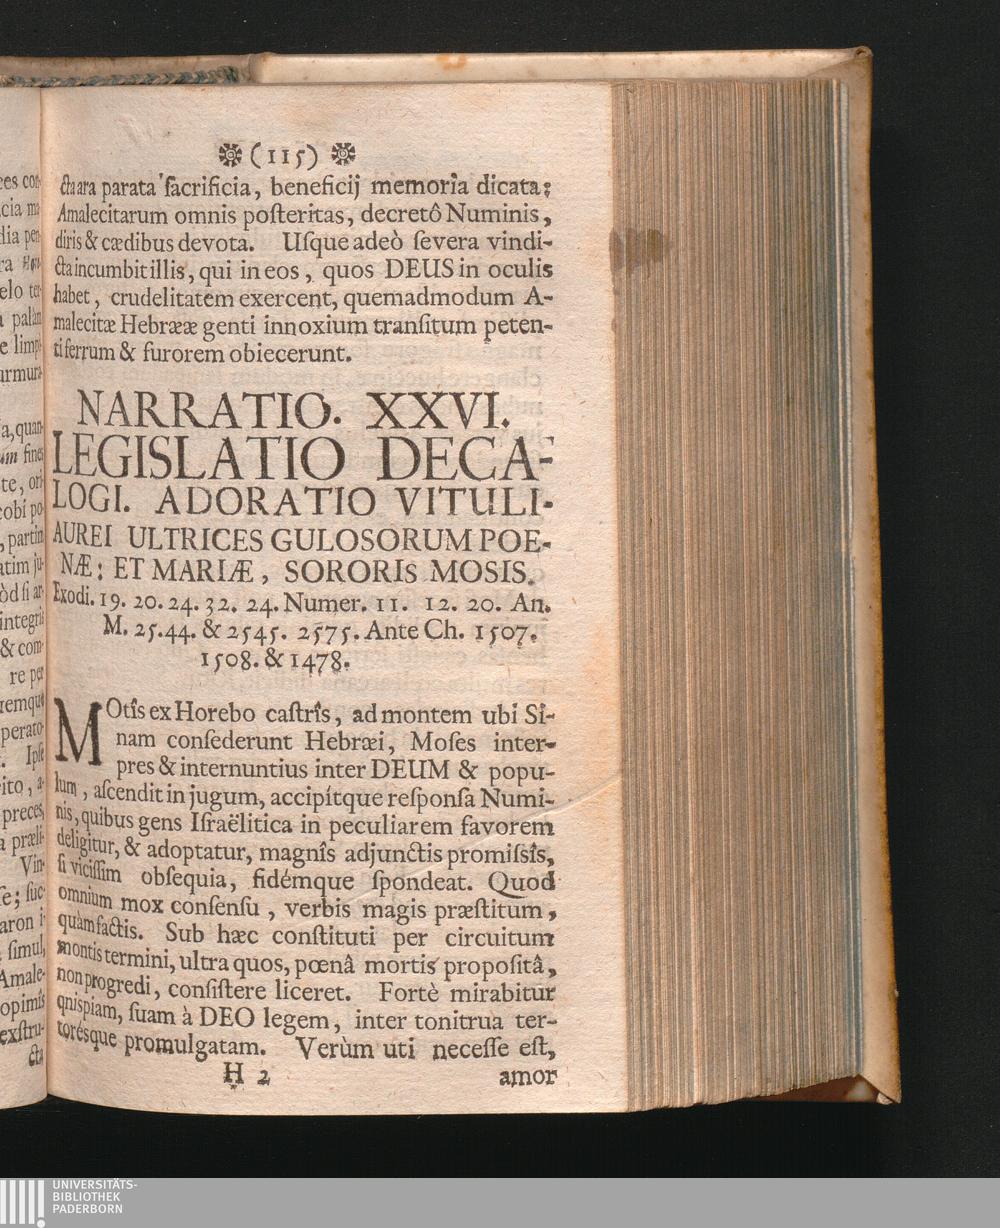 (115)
cta ara parata sacrificia, beneficij memoria dicata;
Amalecitarum omnis posteritas, decretô Numinis,
diris & cædibus devota. Usque adeò severa vindi-
cta incumbit illis, qui in eos, quos DEUS in oculis
habet, crudelitatem exercent, quemadmodum A-
malecitæ Hebrææ genti innoxium transitum peten-
ti ferrum & furorem obiecerunt.
NARRATIO. XXVI.
LEGISLATIO DECA-
LOGI. ADORATIO VITULI-
AUREI ULTRICES GULOSORUM POE-
NÆ: ET MARIÆ, SORORIS MOSIS.
Exodi. 19. 20. 24. 32. 24. Numer. 11. 12. 20. An.
M. 25.44. & 2545. 2575. Ante Ch. 1507.
1508. & 1478.
MOtîs ex Horebo castrîs, ad montem ubi Si-
nam consederunt Hebræi, Moses inter-
pres & internuntius inter DEUM & popu-
lum, ascendit in jugum, accipítque responsa Numi-
nis, quibus gens Israëlitica in peculiarem favorem
deligitur, & adoptatur, magnîs adjunctis promissîs,
si vicissim obsequia, fidémque spondeat. Quod
omnium mox consensu, verbis magis præstitum,
quàm factis. Sub hæc constituti per circuitum
montis termini, ultra quos, pœnâ mortis propositâ,
non progredi, consistere liceret. Fortè mirabitur
qnispiam, suam à DEO legem, inter tonitrua ter-
rorésque promulgatam. Verùm uti necesse est,
H 2 amor
UNIVERSITÄTS-
BIBLIOTHEK
PADERBORN